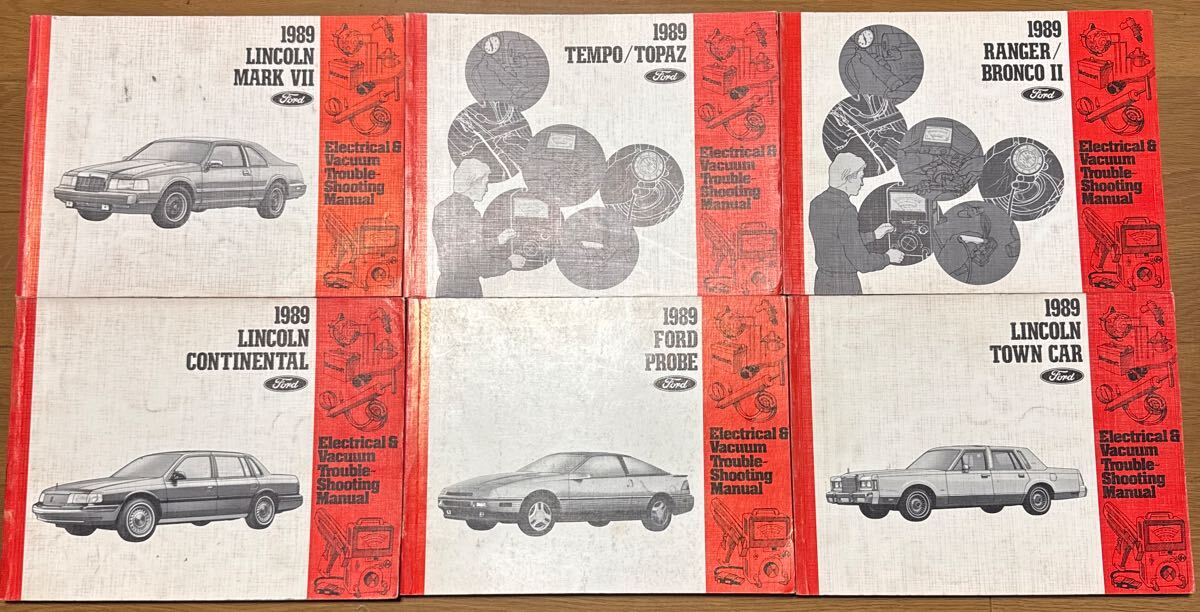 1989
LINCOLN
MARK VII
Ford
Electrical &
Vacuum
Trouble-
Shooting
Manual
1989
TEMPO/TOPAZ
Ford
Electrical &
Vacuum
Trouble-
Shooting
Manual
1989
RANGER/
BRONCO II
Ford
Electrical &
Vacuum
Trouble-
Shooting
Manual
1989
LINCOLN
CONTINENTAL
Ford
Electrical &
Vacuum
Trouble-
Shooting
Manual
1989
FORD
PROBE
Ford
Electrical &
Vacuum
Trouble-
Shooting
Manual
1989
LINCOLN
TOWN CAR
Ford
Electrical &
Vacuum
Trouble-
Shooting
Manual